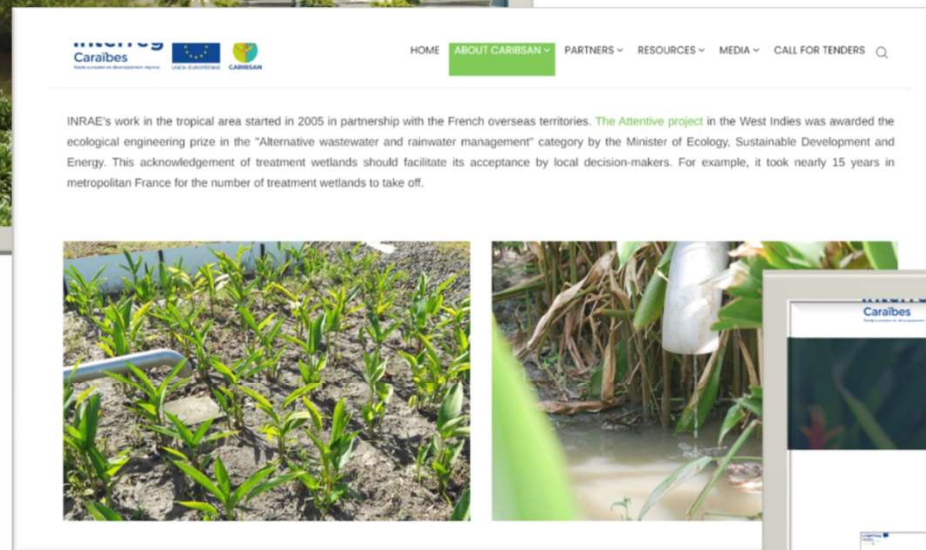 Interreg
Caraïbes
UNION EUROPÉENNE
CARIBSAN
HOME
ABOUT CARIBSAN
PARTNERS
RESOURCES
MEDIA
CALL FOR TENDERS
INRAE's work in the tropical area started in 2005 in partnership with the French overseas territories. The Attentive project in the West Indies was awarded the
ecological engineering prize in the "Alternative wastewater and rainwater management" category by the Minister of Ecology, Sustainable Development and
Energy. This acknowledgement of treatment wetlands should facilitate its acceptance by local decision-makers. For example, it took nearly 15 years in
metropolitan France for the number of treatment wetlands to take off.
Caraïbes